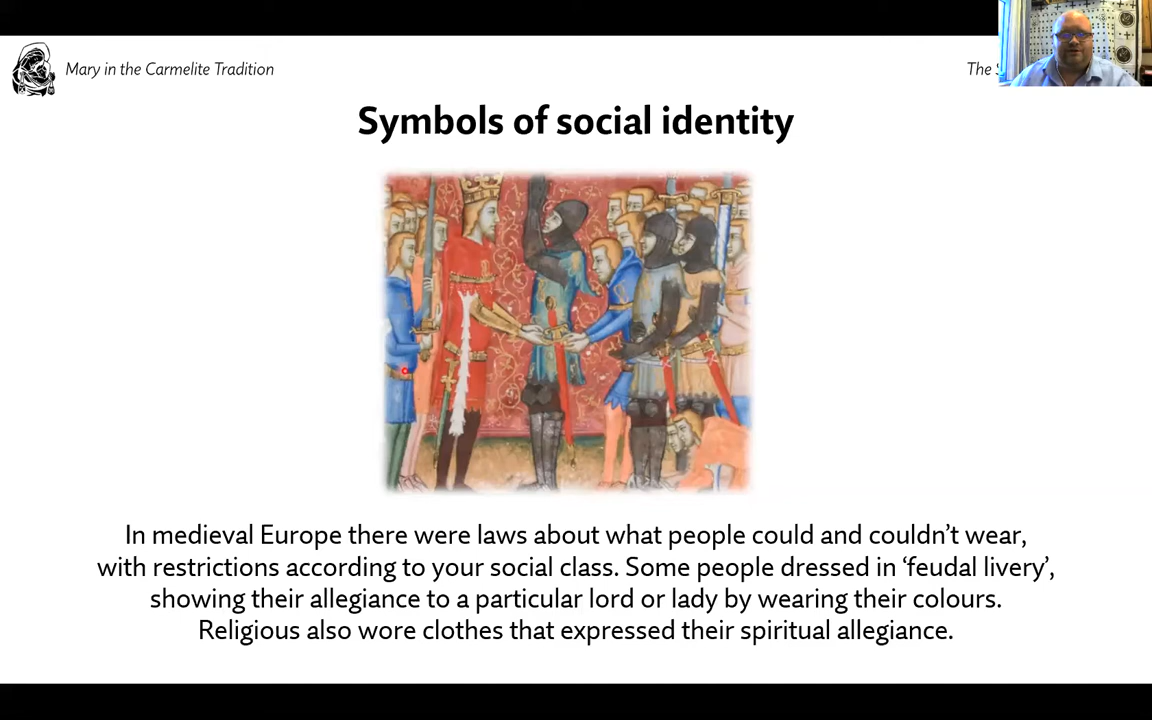 Mary in the Carmelite Tradition
The
Symbols of social identity
In medieval Europe there were laws about what people could and couldn’t wear,
with restrictions according to your social class. Some people dressed in ‘feudal livery’,
showing their allegiance to a particular lord or lady by wearing their colours.
Religious also wore clothes that expressed their spiritual allegiance.